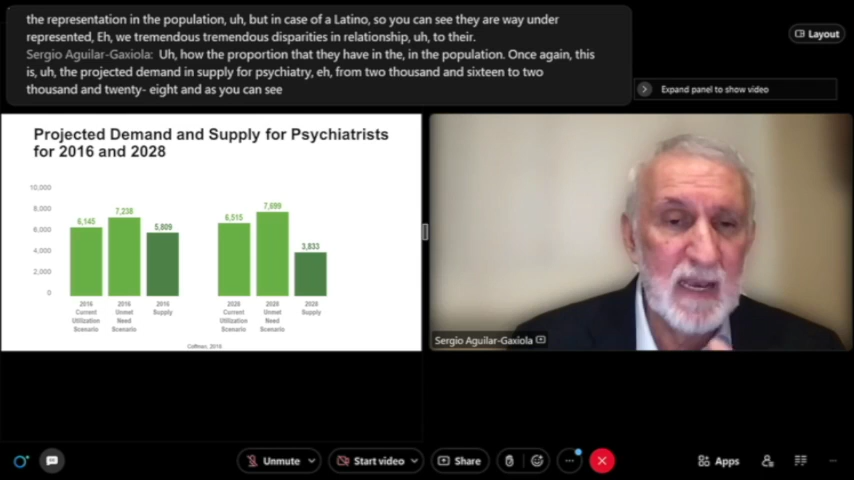 the representation in the population, uh, but in case of a Latino, so you can see they are way under
represented, Eh, we tremendous tremendous disparities in relationship, uh, to their.
Sergio Aguilar-Gaxiola: Uh, how the proportion that they have in the, in the population. Once again, this
is, uh, the projected demand in supply for psychiatry, eh, from two thousand and sixteen to two
thousand and twenty- eight and as you can see
Layout
Expand panel to show video
Projected Demand and Supply for Psychiatrists
for 2016 and 2028
10,000
8,000
6,000
4,000
2,000
0
6,145
7,238
5,809
6,515
7,699
3,833
2016
Current
Utilization
Scenario
2016
Unmet
Need
Scenario
2016
Supply
2028
Current
Utilization
Scenario
2028
Unmet
Need
Scenario
2028
Supply
Coffman, 2018
Sergio Aguilar-Gaxiola
Unmute
Start video
Share
Apps